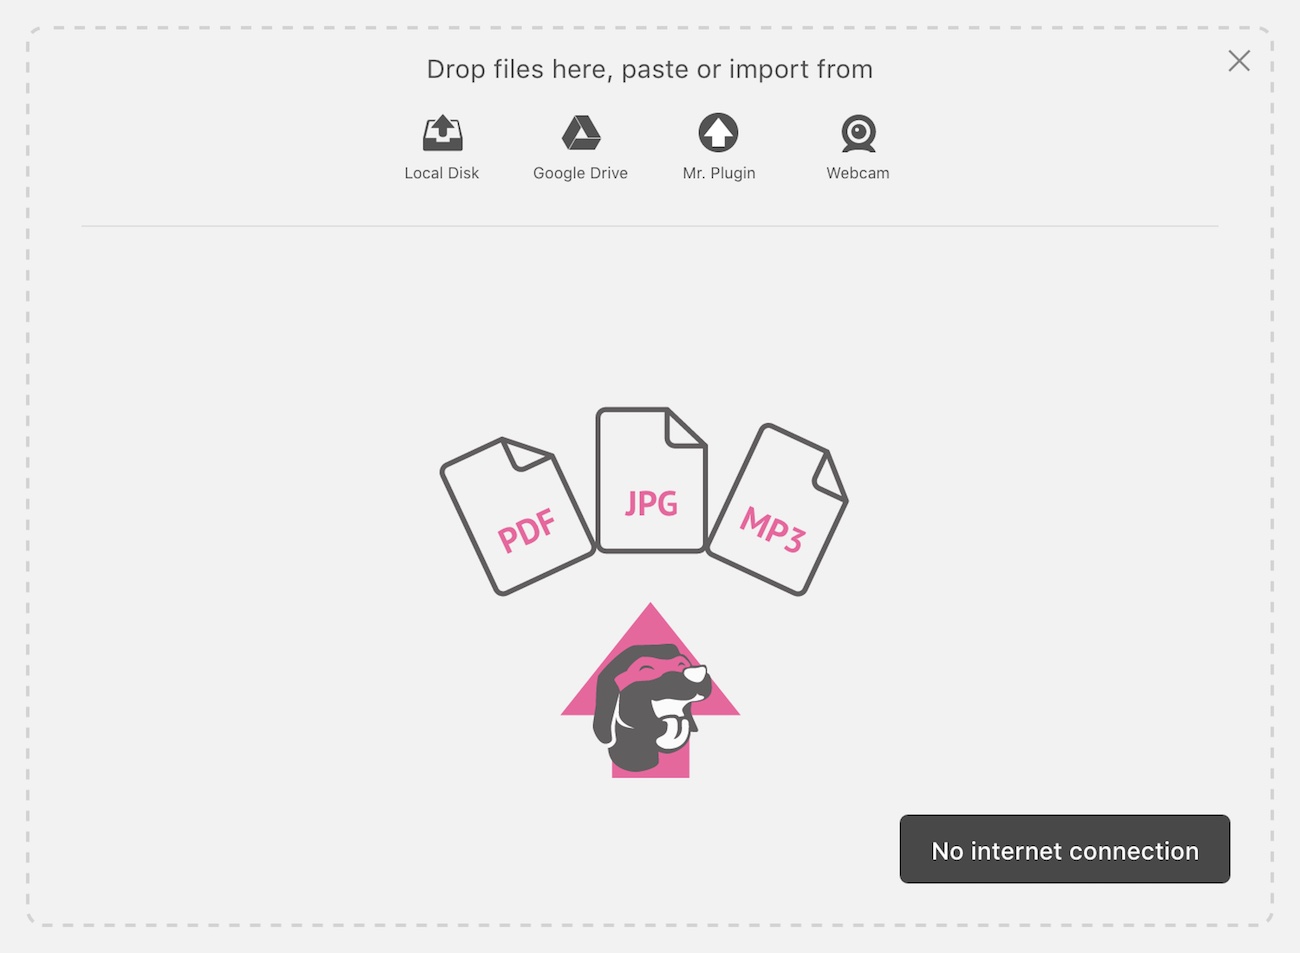 Drop files here, paste or import from
Local Disk
Google Drive
Mr. Plugin
Webcam
PDF
JPG
MP3
No internet connection